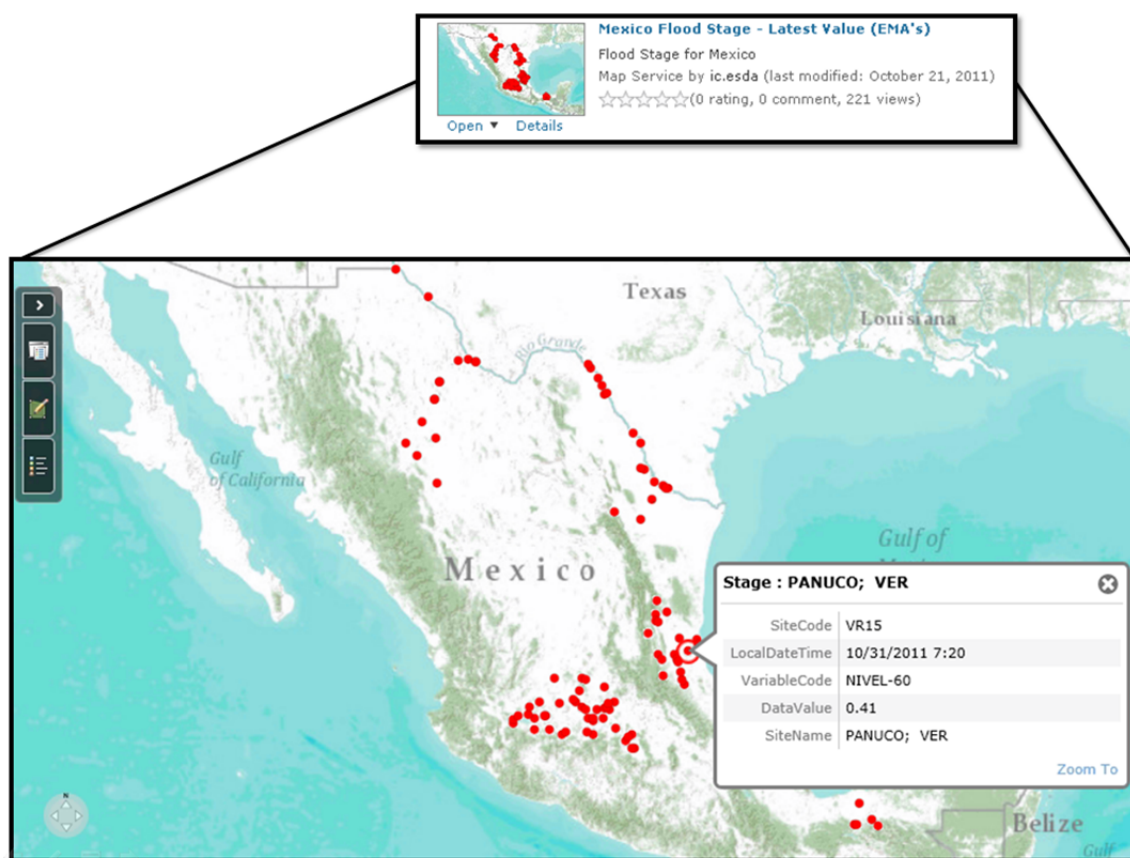 Mexico Flood Stage - Latest Value (EMA's)
Flood Stage for Mexico
Map Service by ic.esda (last modified: October 21, 2011)
(0 rating, 0 comment, 221 views)
Open ▼ Details
Texas
Louisiana
Rio Grande
Gulf
of California
Mexico
Gulf of
Stage : PANUCO; VER
SiteCode VR15
LocalDateTime 10/31/2011 7:20
VariableCode NIVEL-60
DataValue 0.41
SiteName PANUCO; VER
Zoom To
N
Belize
Gulf